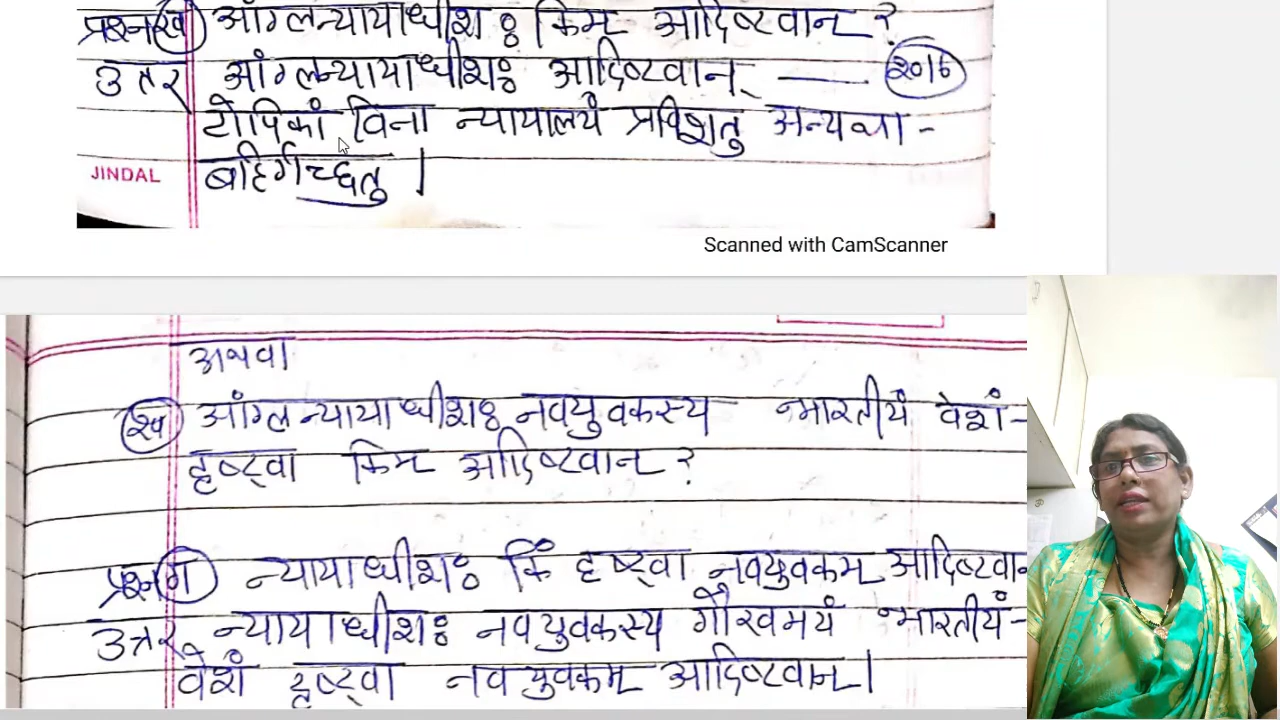 प्रश्न ख आंग्लन्यायाधीशः किम् आदिष्टवान् ?
उत्तर आंग्लन्यायाधीशः आदिष्टवान् — 2016
टोपिकां विना न्यायालये प्रविशतु अन्यथा -
बहिर्गच्छतु ।
JINDAL
Scanned with CamScanner
अथवा
ख आंग्लन्यायाधीशः नवयुवकस्य भारतीयं वेशं -
दृष्ट्वा किम् आदिष्टवान् ?
प्रश्न ग न्यायाधीशः किं दृष्ट्वा नवयुवकम् आदिष्टवान
उत्तर न्यायाधीशः नवयुवकस्य गौरवमयं भारतीयं -
वेशं दृष्ट्वा नवयुवकम् आदिष्टवान् ।